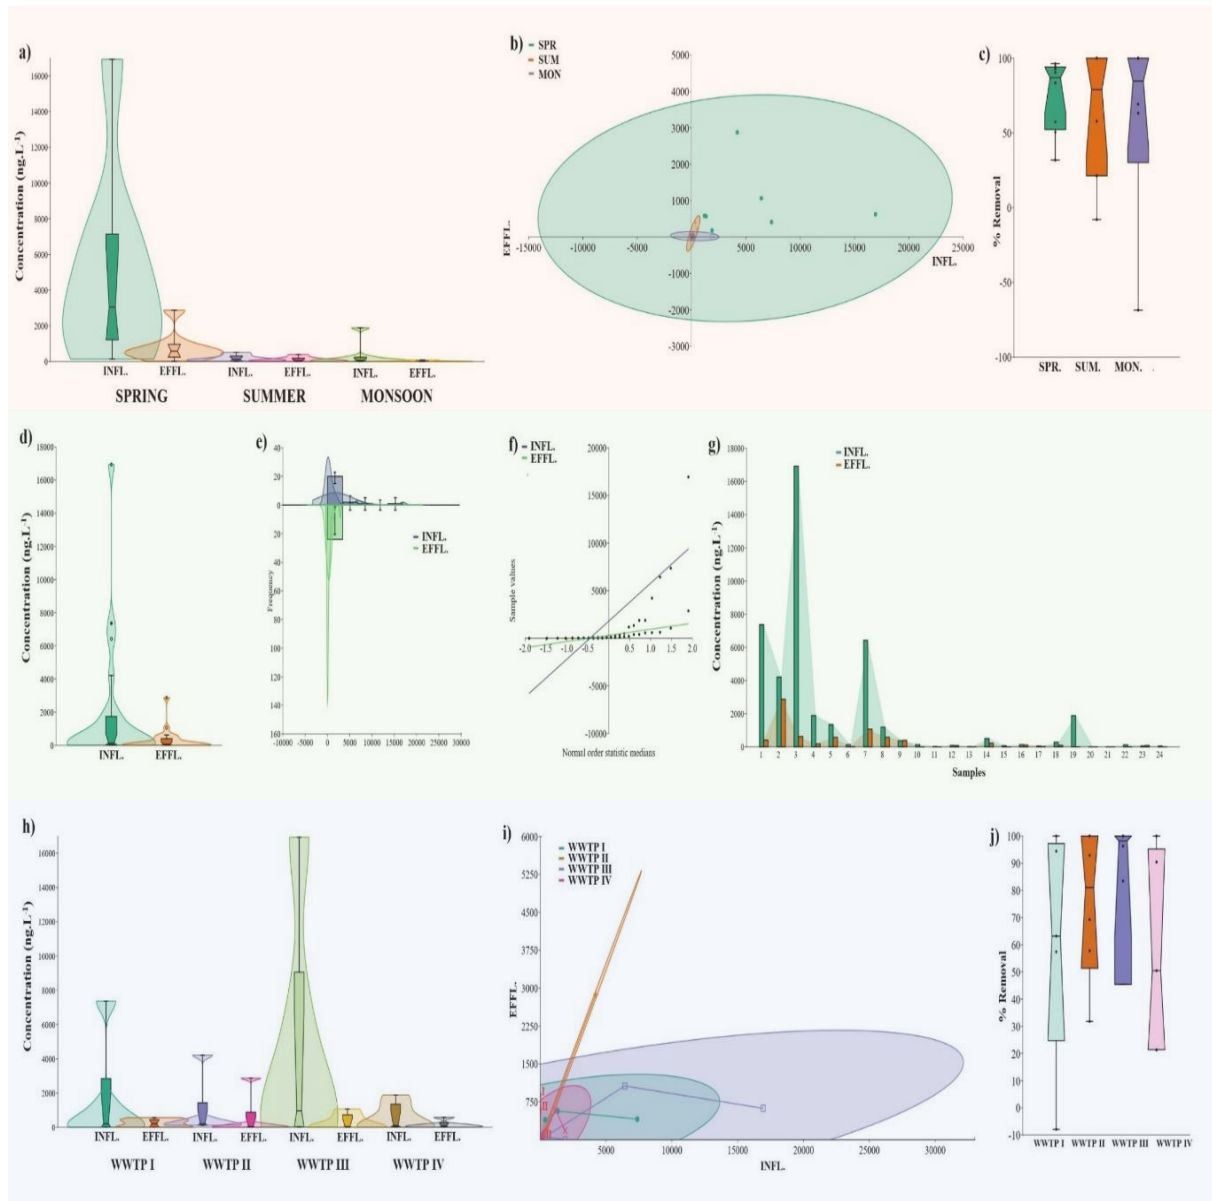 a)
Concentration (ng.L-1)
16000
14000
12000
10000
8000
6000
4000
2000
0
INFL. EFFL. INFL. EFFL. INFL. EFFL.
SPRING SUMMER MONSOON
b)
SPR
SUM
MON
5000
4000
3000
2000
1000
-15000 -10000 -5000 5000 10000 15000 20000 25000
-1000
-2000
-3000
EFFL.
INFL.
c)
% Removal
100
50
0
-50
-100
SPR. SUM. MON.
d)
Concentration (ng.L-1)
18000
16000
14000
12000
10000
8000
6000
4000
2000
0
INFL. EFFL.
e)
40
20
0
20
40
60
80
100
120
140
160
Frequency
INFL.
EFFL.
-10000 -5000 0 5000 10000 15000 20000 25000 30000
f)
INFL.
EFFL.
20000
15000
10000
5000
-5000
-10000
Sample values
-2.0 -1.5 -1.0 -0.5 0.5 1.0 1.5 2.0
Normal order statistic medians
g)
INFL.
EFFL.
Concentration (ng.L-1)
18000
16000
14000
12000
10000
8000
6000
4000
2000
0
1 2 3 4 5 6 7 8 9 10 11 12 13 14 15 16 17 18 19 20 21 22 23 24
Samples
h)
Concentration (ng.L-1)
16000
14000
12000
10000
8000
6000
4000
2000
0
INFL. EFFL. INFL. EFFL. INFL. EFFL. INFL. EFFL.
WWTP I WWTP II WWTP III WWTP IV
i)
WWTP I
WWTP II
WWTP III
WWTP IV
6000
5250
4500
3750
3000
2250
1500
750
EFFL.
5000 10000 15000 20000 25000 30000
INFL.
j)
% Removal
100
90
80
70
60
50
40
30
20
10
0
-10
WWTP I WWTP II WWTP III WWTP IV